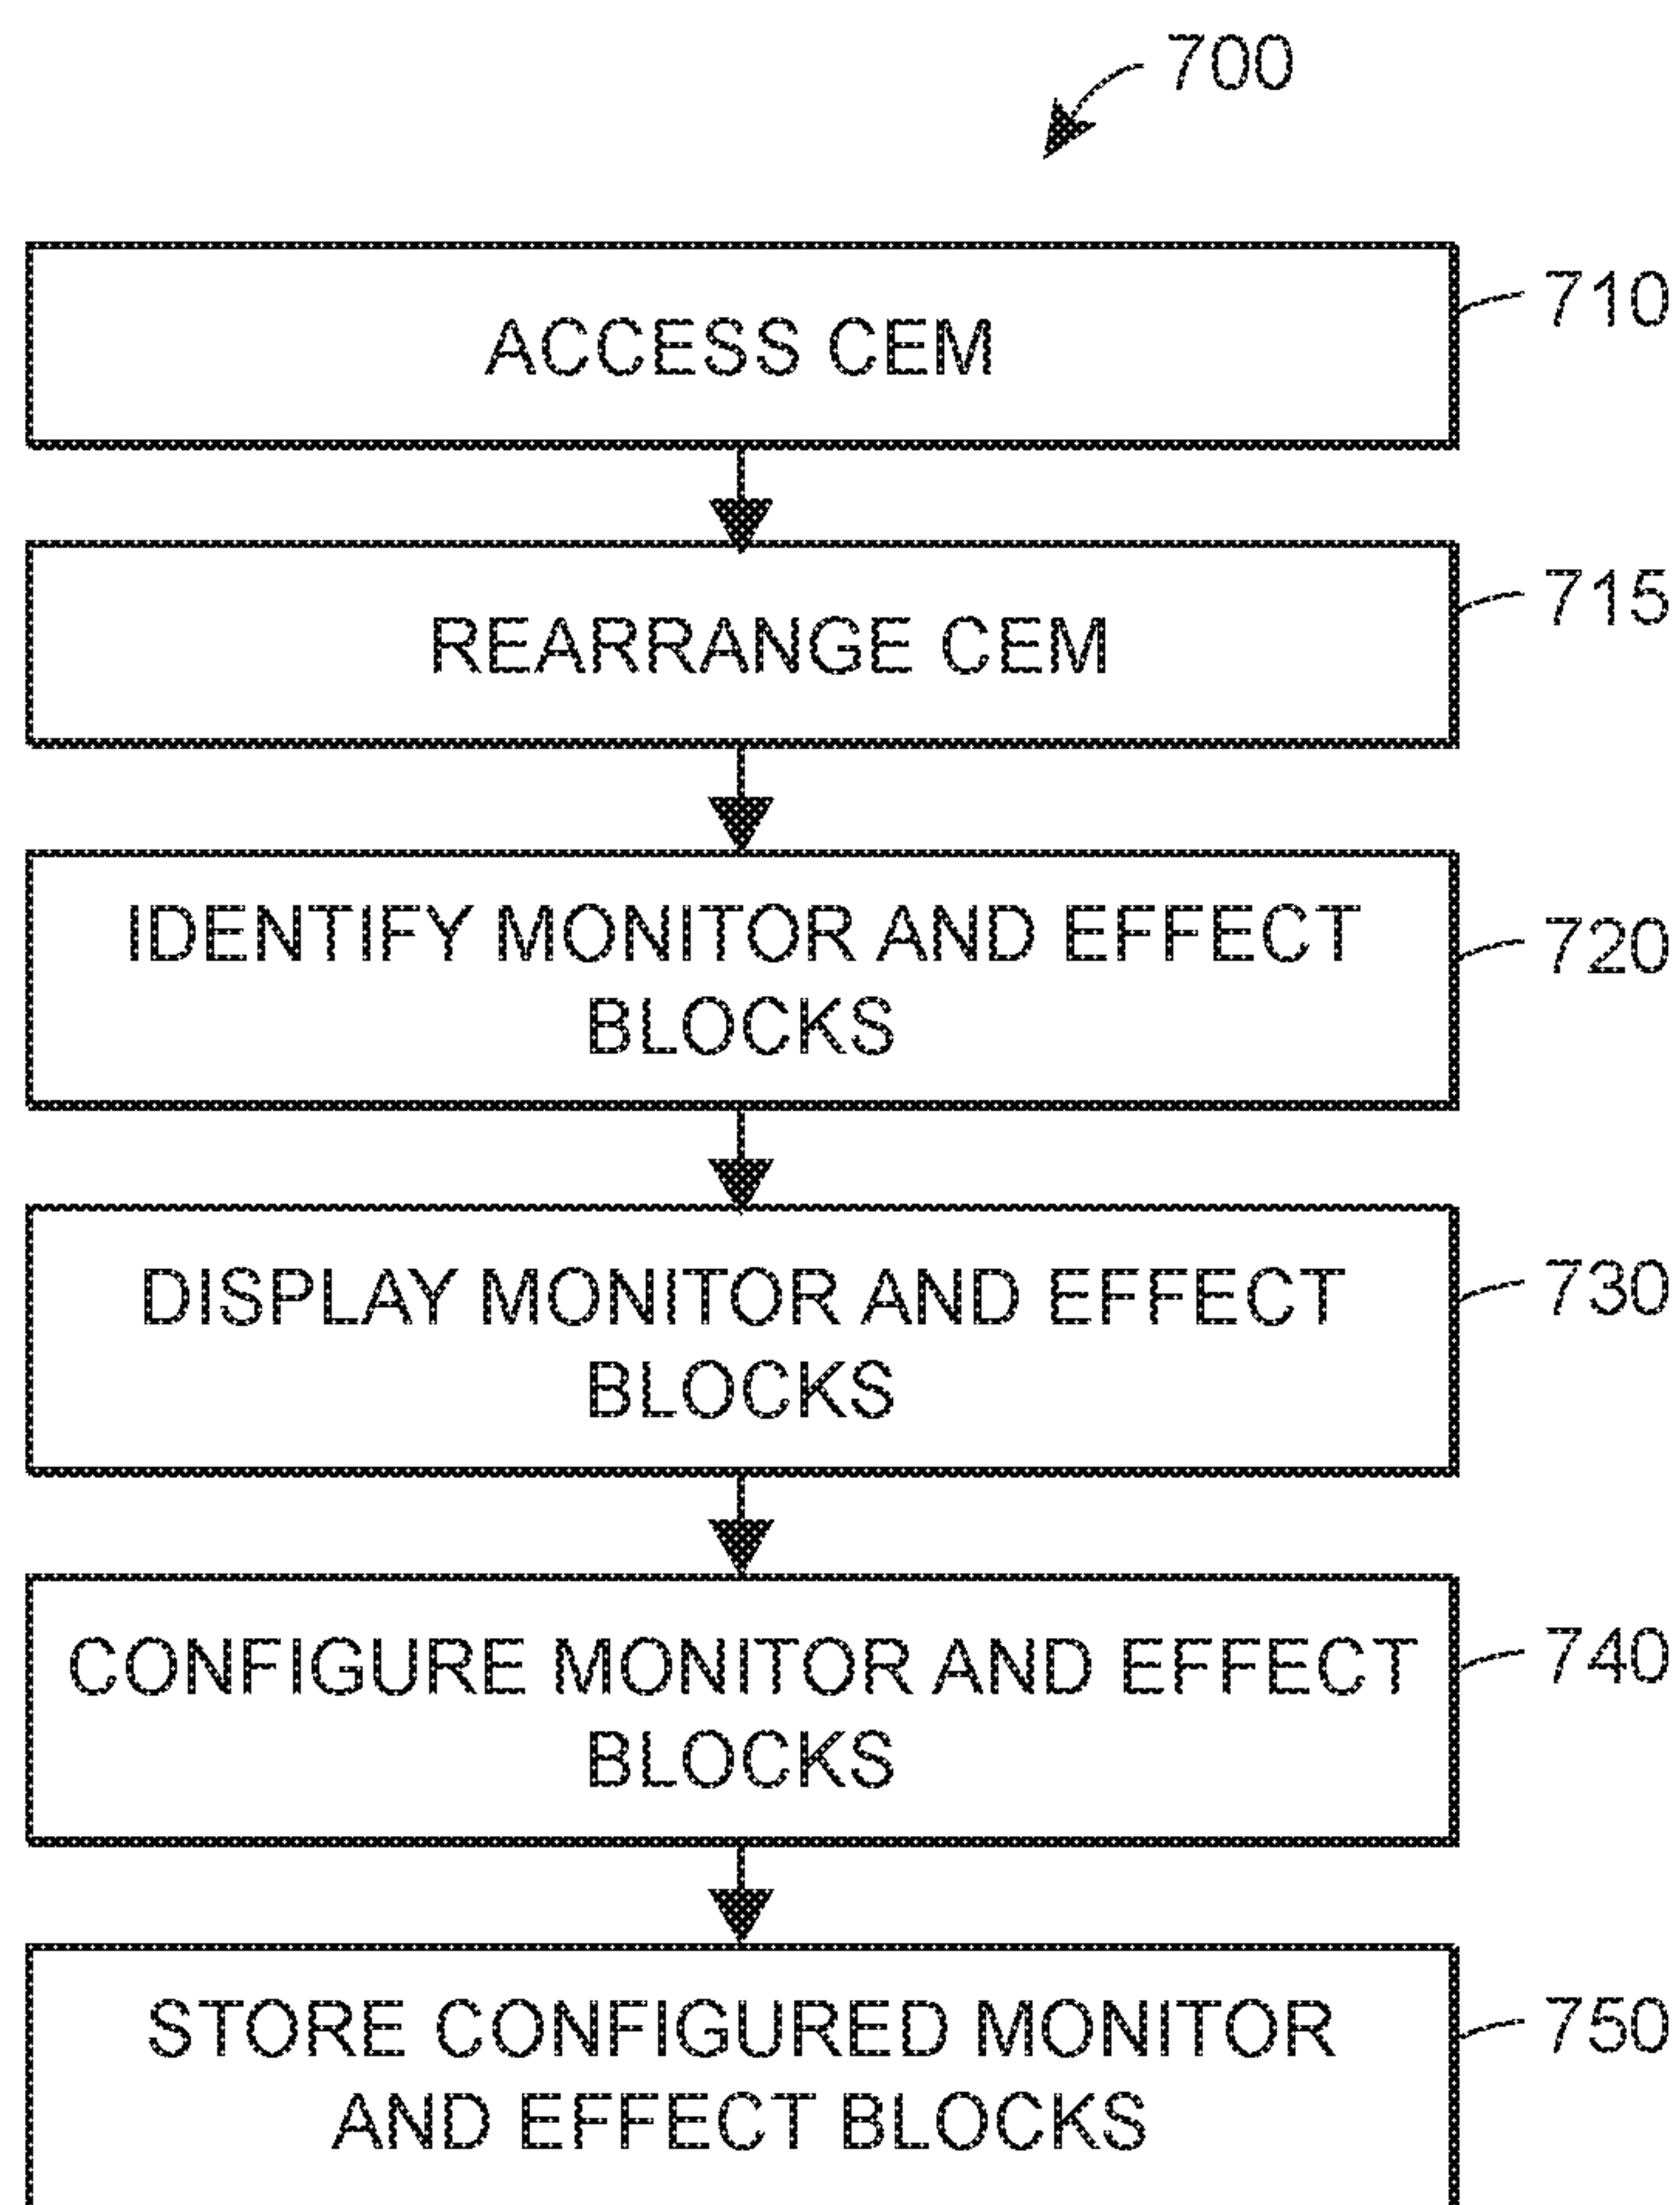 700
ACCESS CEM
710
REARRANGE CEM
715
IDENTIFY MONITOR AND EFFECT
BLOCKS
720
DISPLAY MONITOR AND EFFECT
BLOCKS
730
CONFIGURE MONITOR AND EFFECT
BLOCKS
740
STORE CONFIGURED MONITOR
AND EFFECT BLOCKS
750